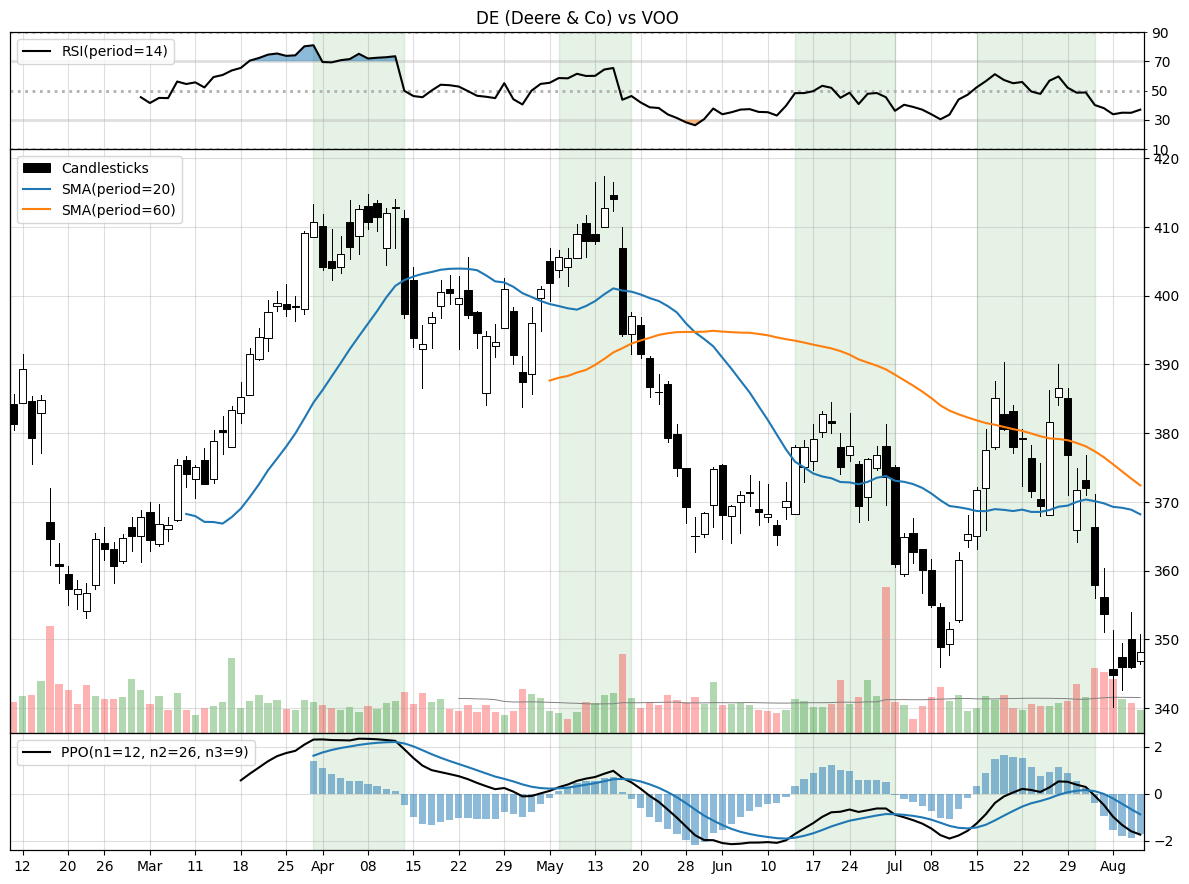 DE (Deere & Co) vs VOO
RSI(period=14)
90
70
50
30
10
Candlesticks
SMA(period=20)
SMA(period=60)
420
410
400
390
380
370
360
350
340
PPO(n1=12, n2=26, n3=9)
2
0
−2
12 20 26 Mar 11 18 25 Apr 08 15 22 29 May 13 20 28 Jun 10 17 24 Jul 08 15 22 29 Aug